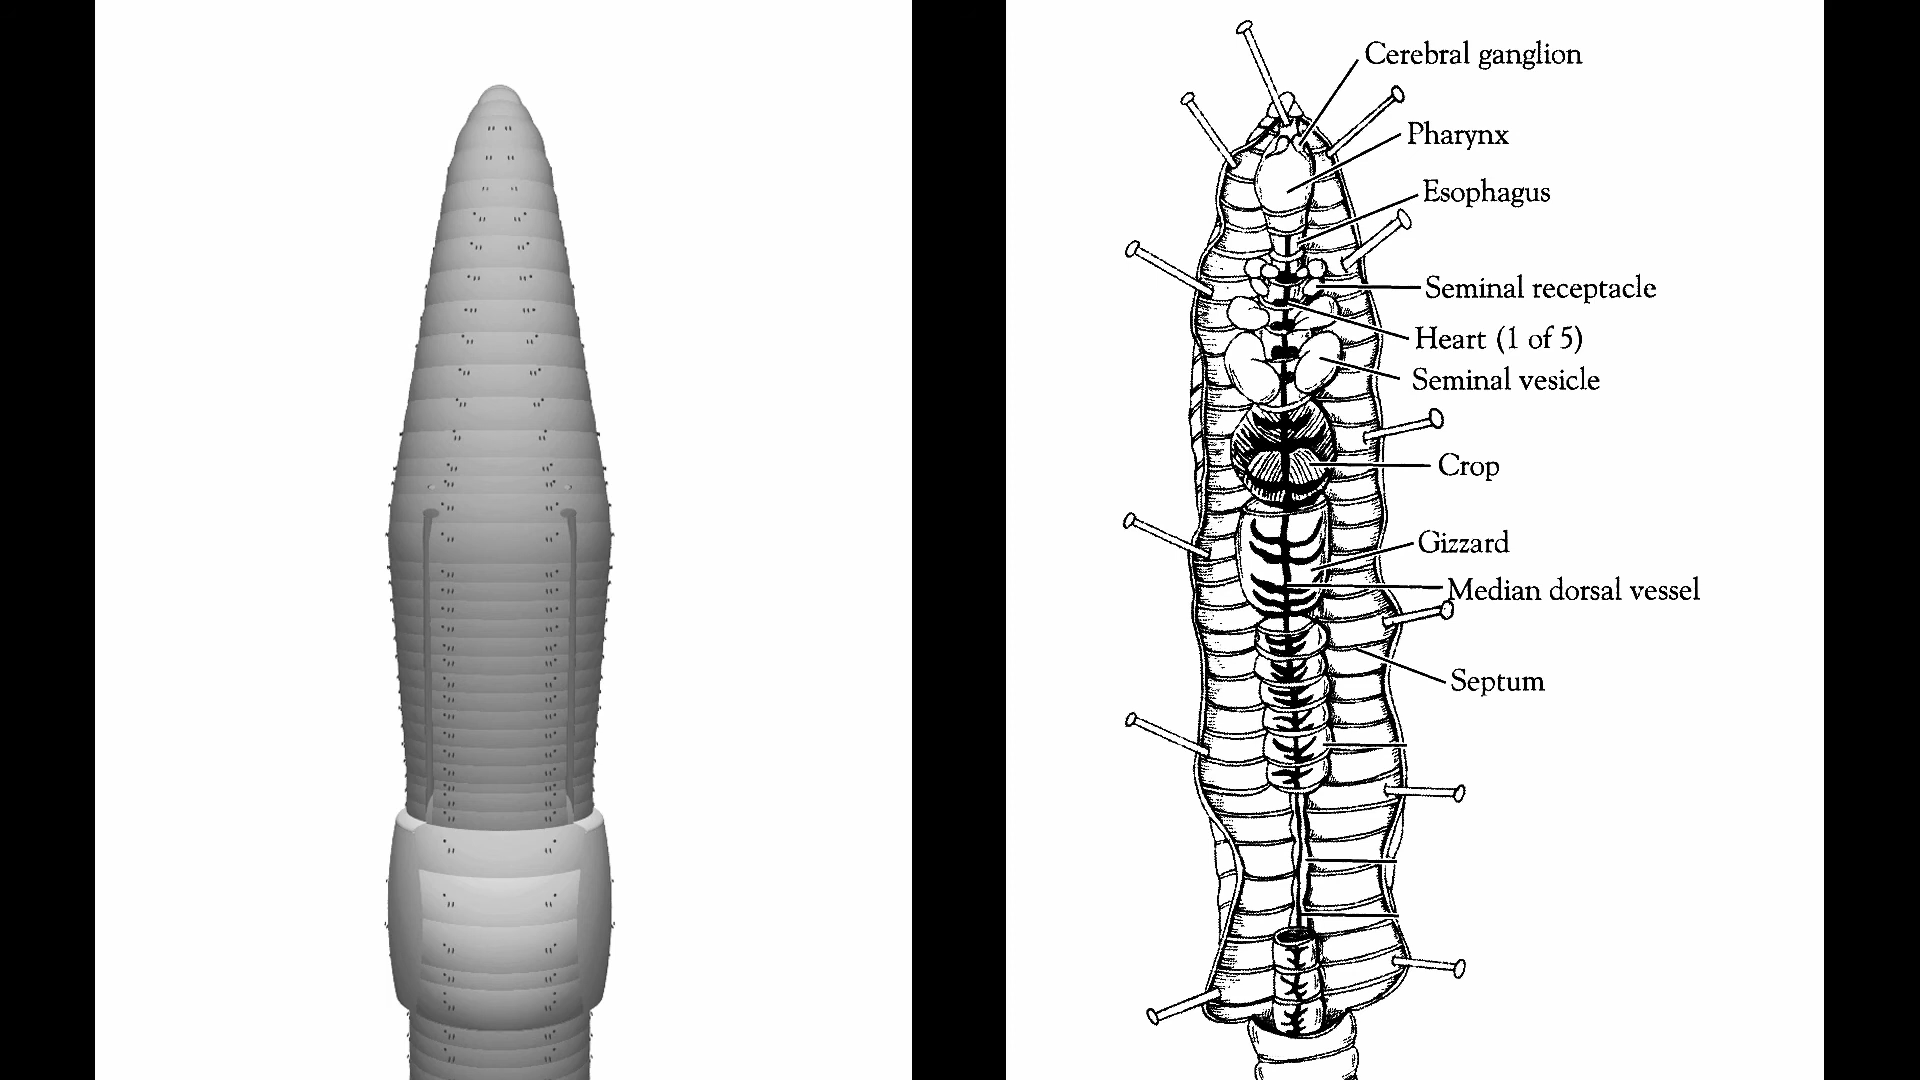 Cerebral ganglion
Pharynx
Esophagus
Seminal receptacle
Heart (1 of 5)
Seminal vesicle
Crop
Gizzard
Median dorsal vessel
Septum